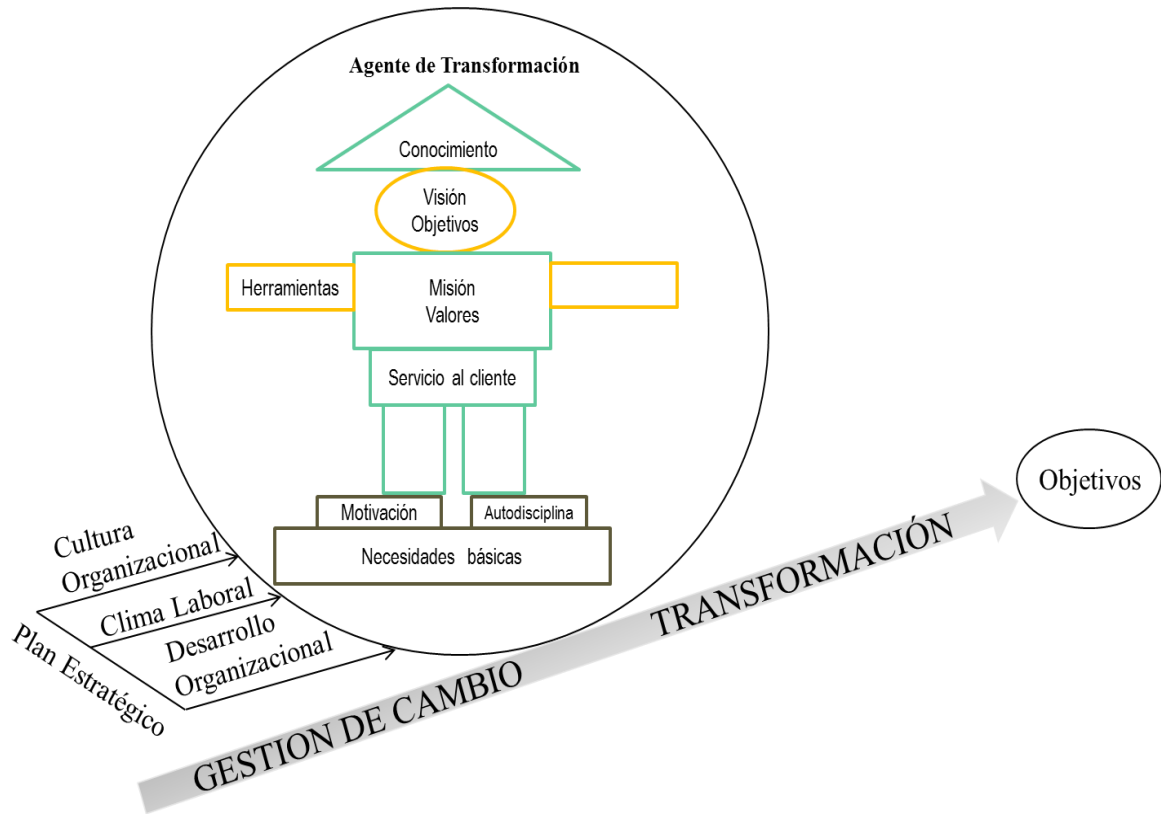 Agente de Transformación
Conocimiento
Visión
Objetivos
Herramientas
Misión
Valores
Servicio al cliente
Motivación
Autodisciplina
Necesidades básicas
Cultura
Organizacional
Clima Laboral
Desarrollo
Organizacional
Plan Estratégico
GESTION DE CAMBIO
TRANSFORMACIÓN
Objetivos